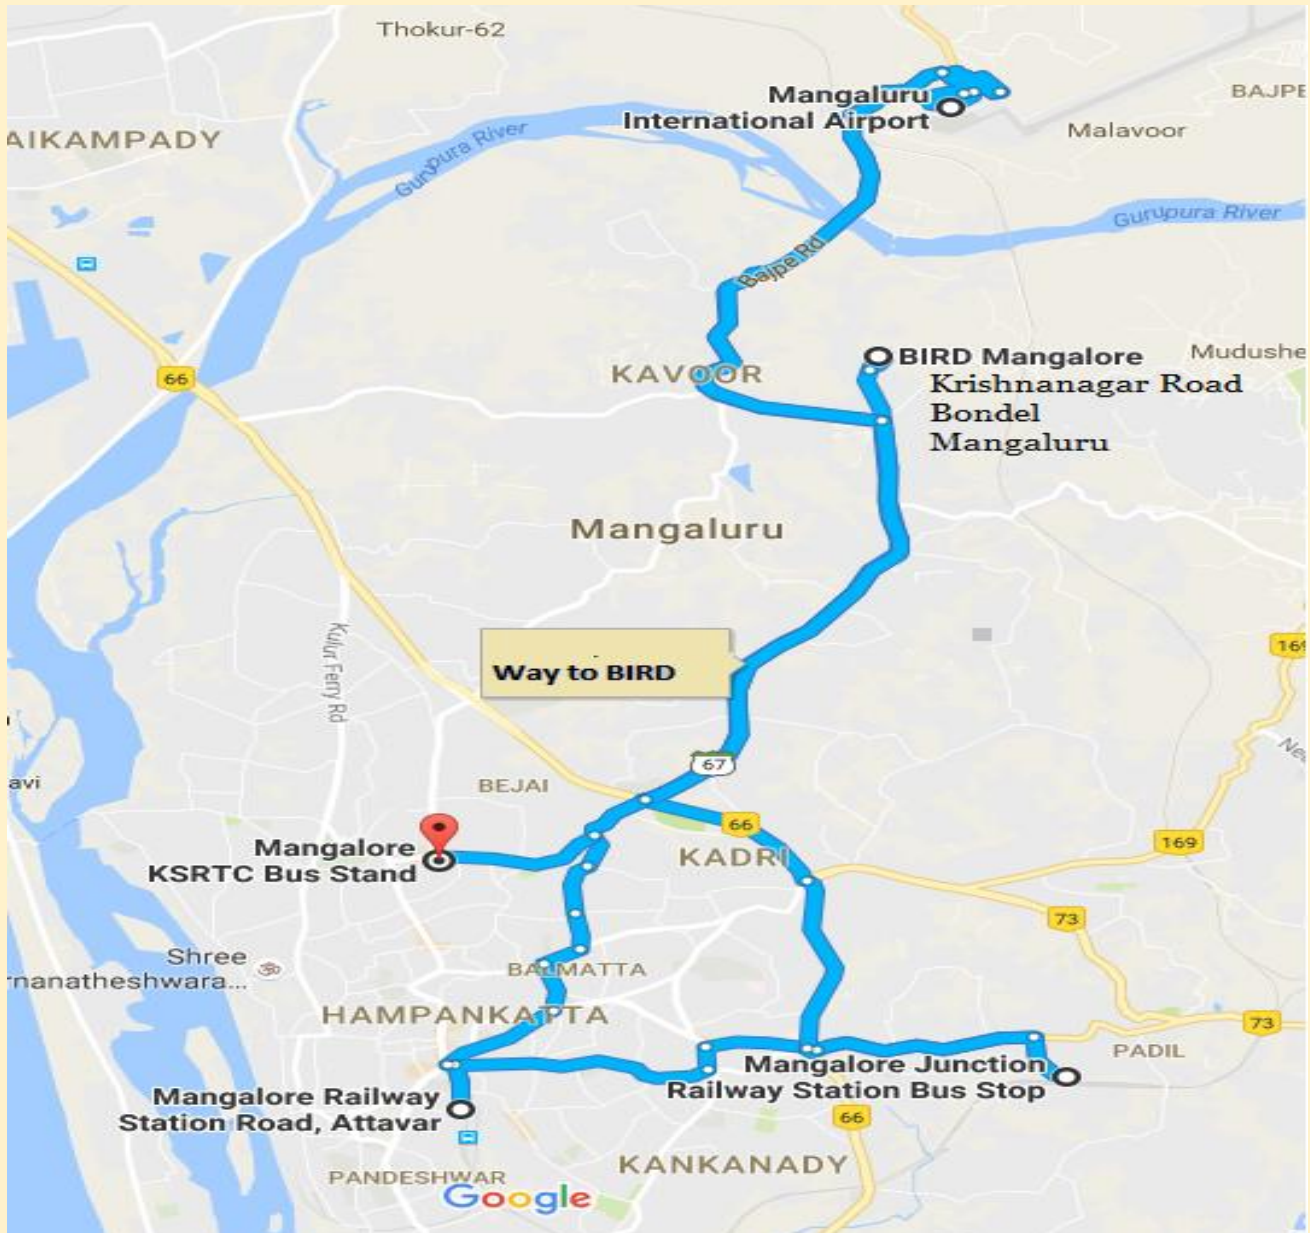 Thokur-62
Mangaluru
International Airport
BAJPE
Malavoor
AIKAMPADY
Gurupura River
Gurupura River
Bajpe Rd
BIRD Mangalore
Krishnanagar Road
Bondel
Mangaluru
Mudushe
66
KAVOOR
Mangaluru
Kulur Ferry Rd
Way to BIRD
169
67
avi
BEJAI
66
KADRI
169
Mangalore
KSRTC Bus Stand
73
Shree
rnanatheshwara...
BALMATTA
HAMPANKATTA
73
PADIL
Mangalore Junction
Railway Station Bus Stop
Mangalore Railway
Station Road, Attavar
66
KANKANADY
PANDESHWAR
Google